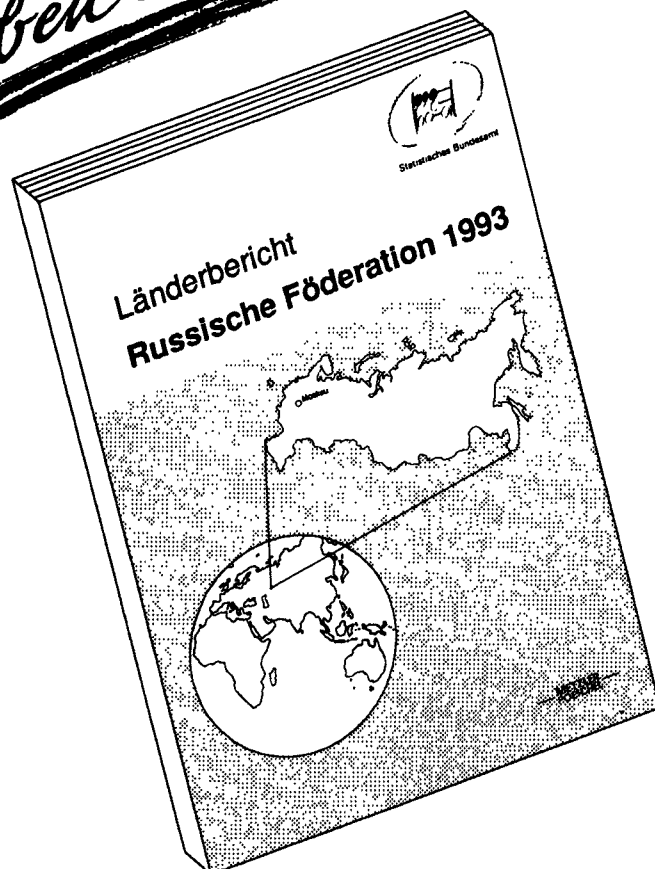 Statistisches Bundesamt
Länderbericht
Russische Föderation 1993
Moskau